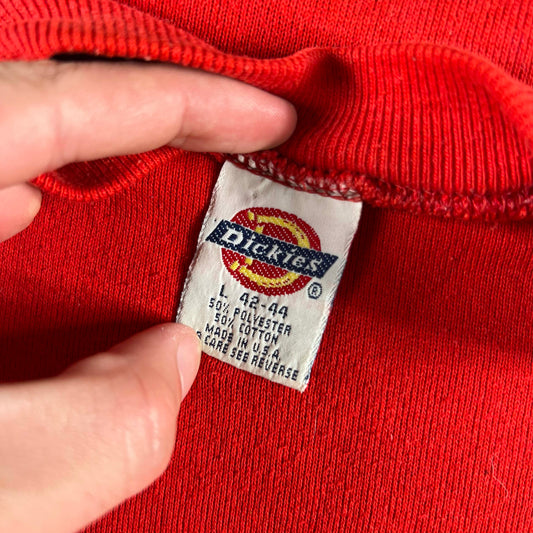 Dickies
®
L 42-44
50% POLYESTER
50% COTTON
MADE IN U.S.A.
CARE SEE REVERSE